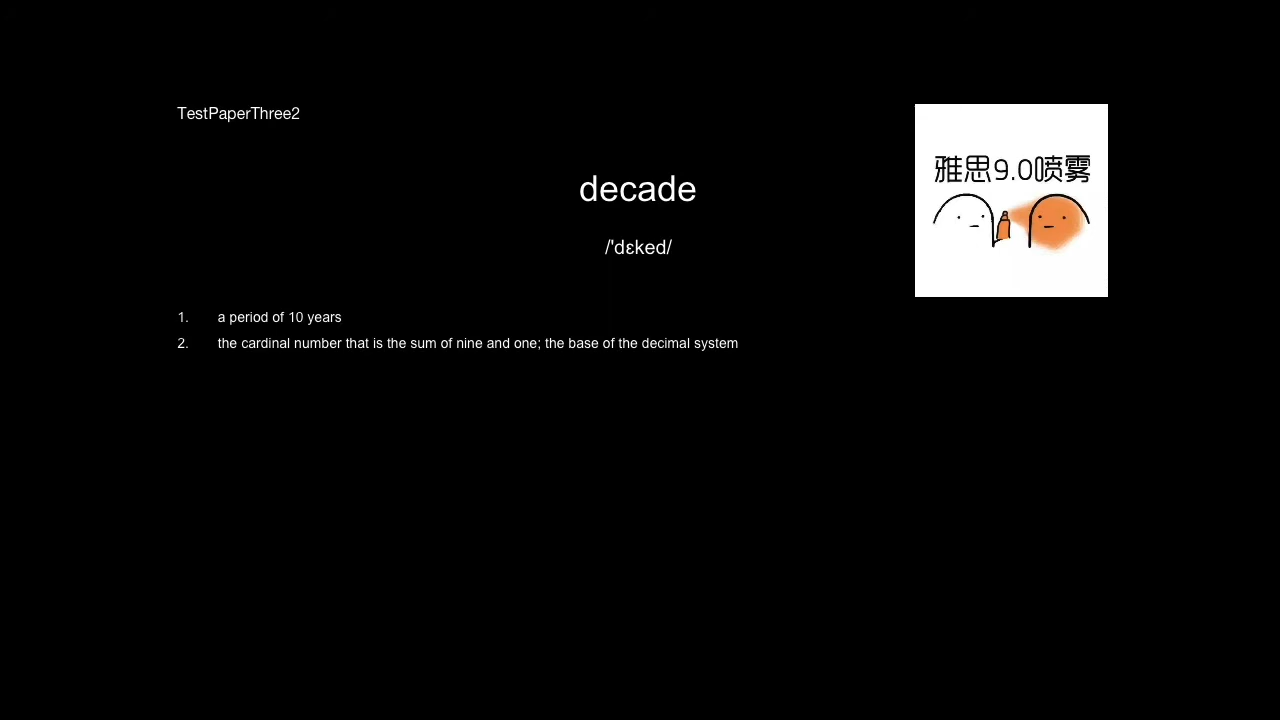 TestPaperThree2
雅思9.0喷雾
decade
/'dɛked/
1. a period of 10 years
2. the cardinal number that is the sum of nine and one; the base of the decimal system